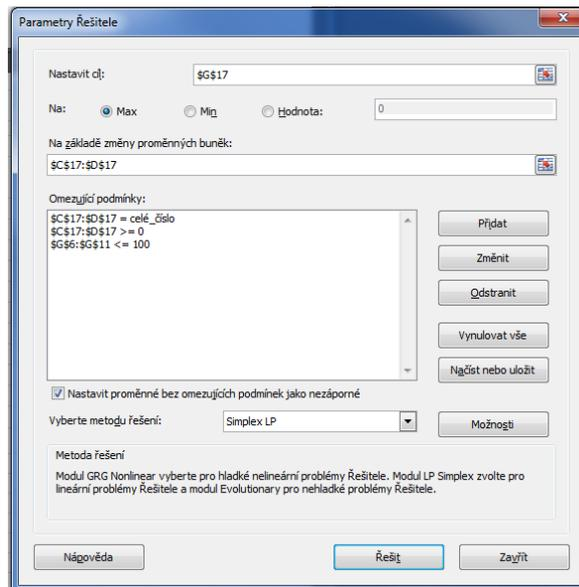 Parametry Řešitele
Nastavit cíl: $G$17
Na: Max Min Hodnota: 0
Na základě změny proměnných buněk:
$C$17:$D$17
Omezující podmínky:
$C$17:$D$17 = celé_číslo
$C$17:$D$17 >= 0
$G$6:$G$11 <= 100
Přidat
Změnit
Odstranit
Vynulovat vše
Načíst nebo uložit
Nastavit proměnné bez omezujících podmínek jako nezáporné
Vyberte metodu řešení: Simplex LP
Možnosti
Metoda řešení
Modul GRG Nonlinear vyberte pro hladké nelineární problémy Řešitele. Modul LP Simplex zvolte pro
lineární problémy Řešitele a modul Evolutionary pro nehladké problémy Řešitele.
Nápověda
Řešit
Zavřít